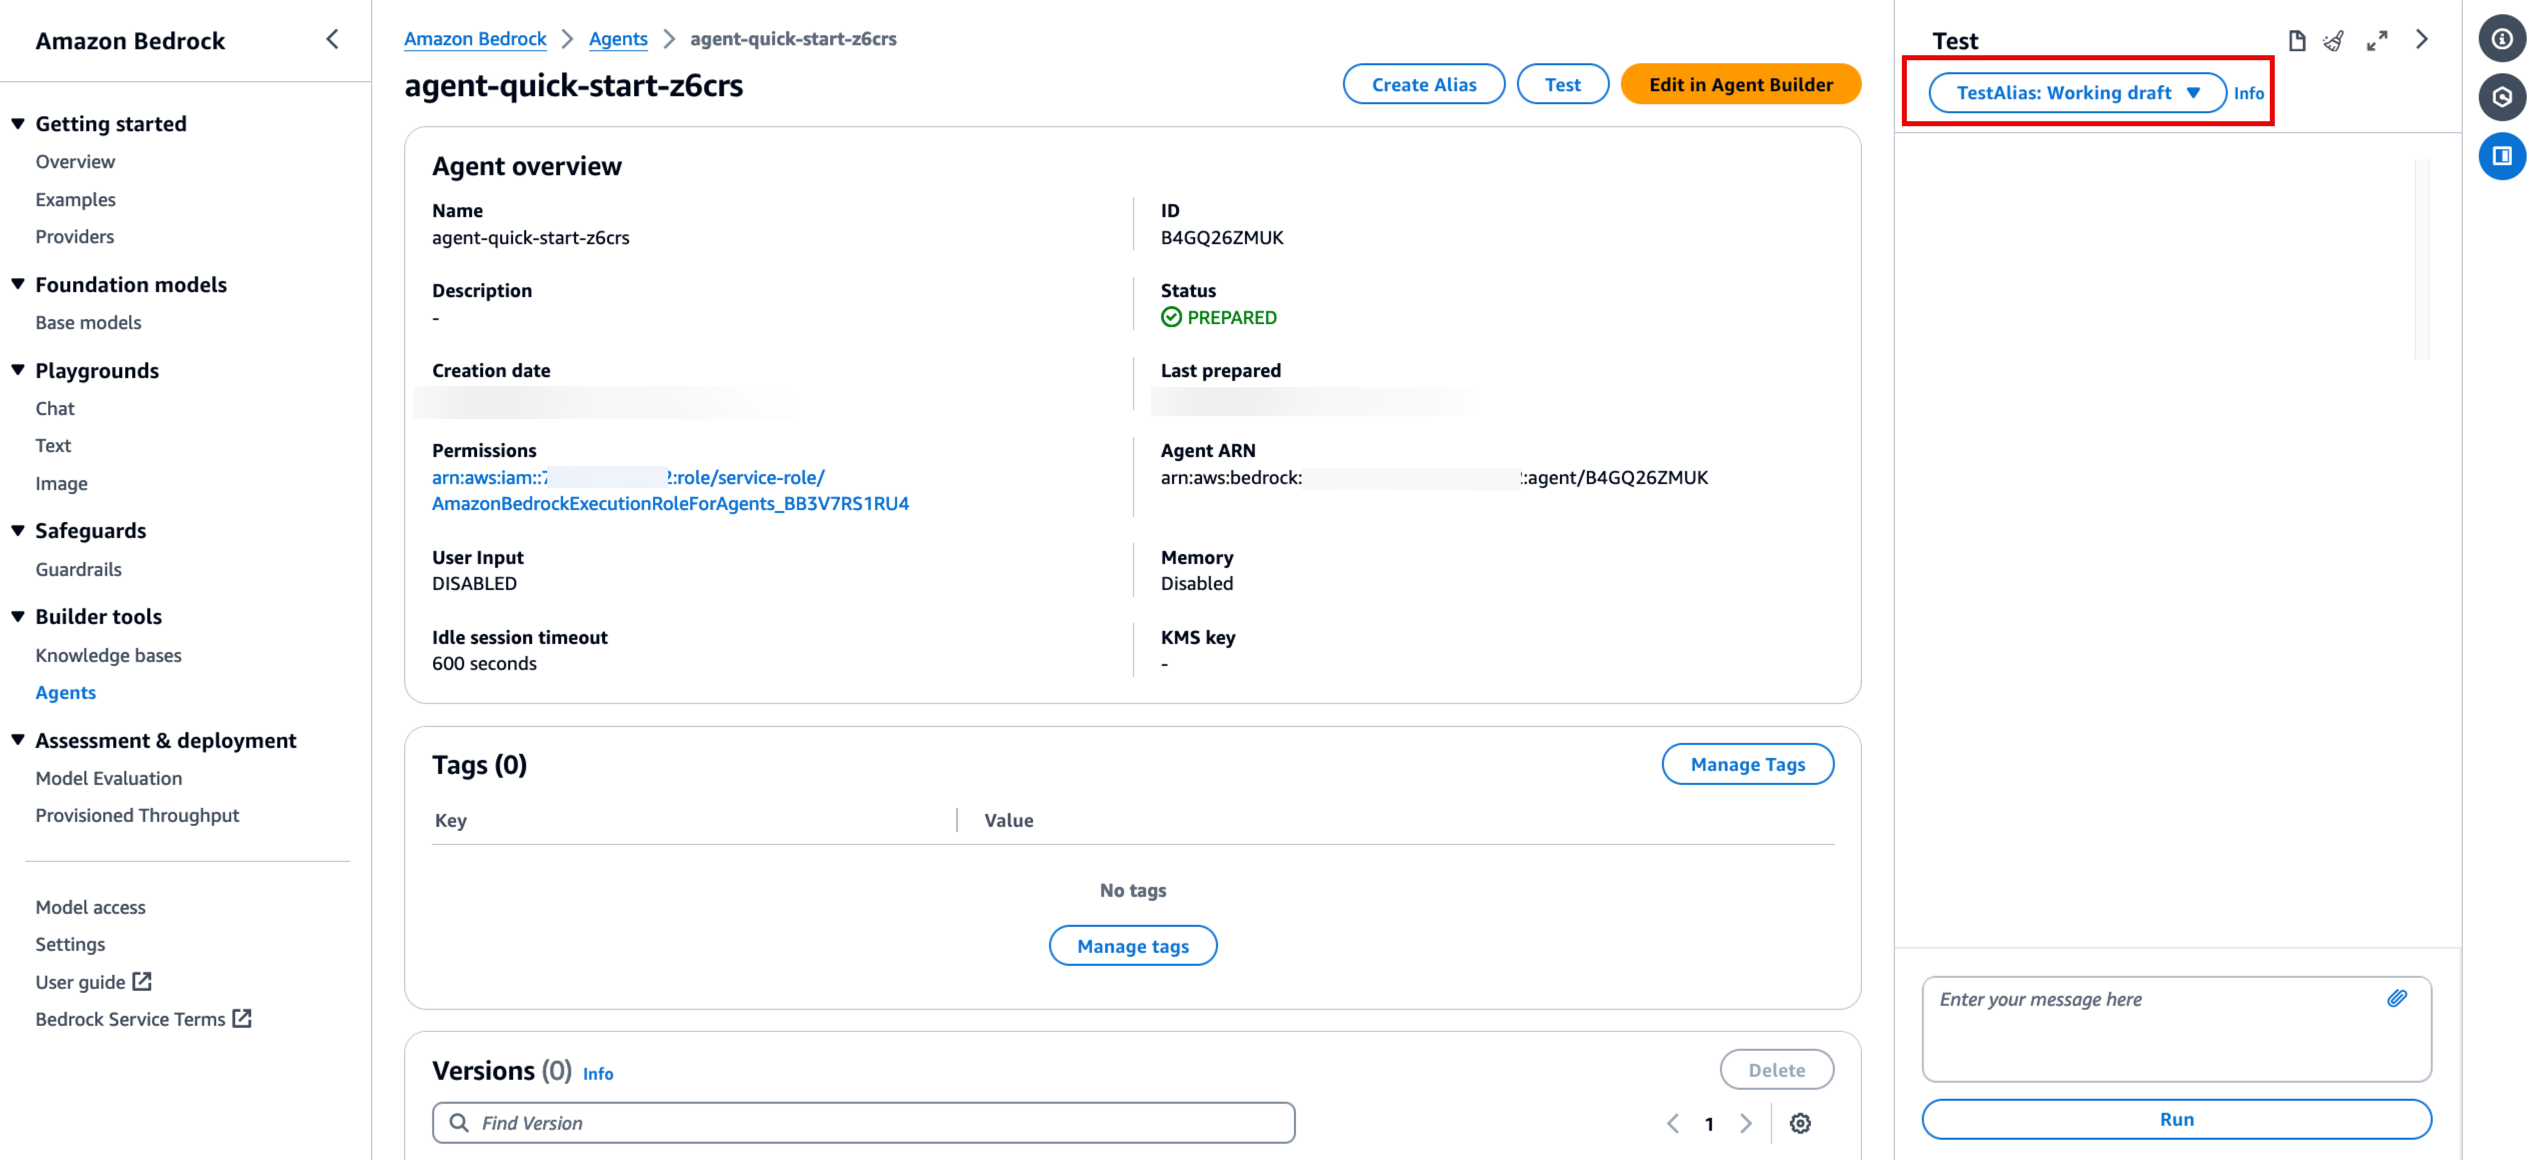 Amazon Bedrock
Getting started
Overview
Examples
Providers
Foundation models
Base models
Playgrounds
Chat
Text
Image
Safeguards
Guardrails
Builder tools
Knowledge bases
Agents
Assessment & deployment
Model Evaluation
Provisioned Throughput
Model access
Settings
User guide
Bedrock Service Terms
Amazon Bedrock > Agents > agent-quick-start-z6crs
agent-quick-start-z6crs
Create Alias
Test
Edit in Agent Builder
Agent overview
Name
agent-quick-start-z6crs
ID
B4GQ26ZMUK
Description
-
Status
PREPARED
Creation date
Last prepared
Permissions
arn:aws:iam::7 2:role/service-role/
AmazonBedrockExecutionRoleForAgents_BB3V7RS1RU4
Agent ARN
arn:aws:bedrock: :agent/B4GQ26ZMUK
User Input
DISABLED
Memory
Disabled
Idle session timeout
600 seconds
KMS key
-
Tags (0)
Manage Tags
Key
Value
No tags
Manage tags
Versions (0) Info
Delete
Find Version
1
Test
TestAlias: Working draft
Info
Enter your message here
Run